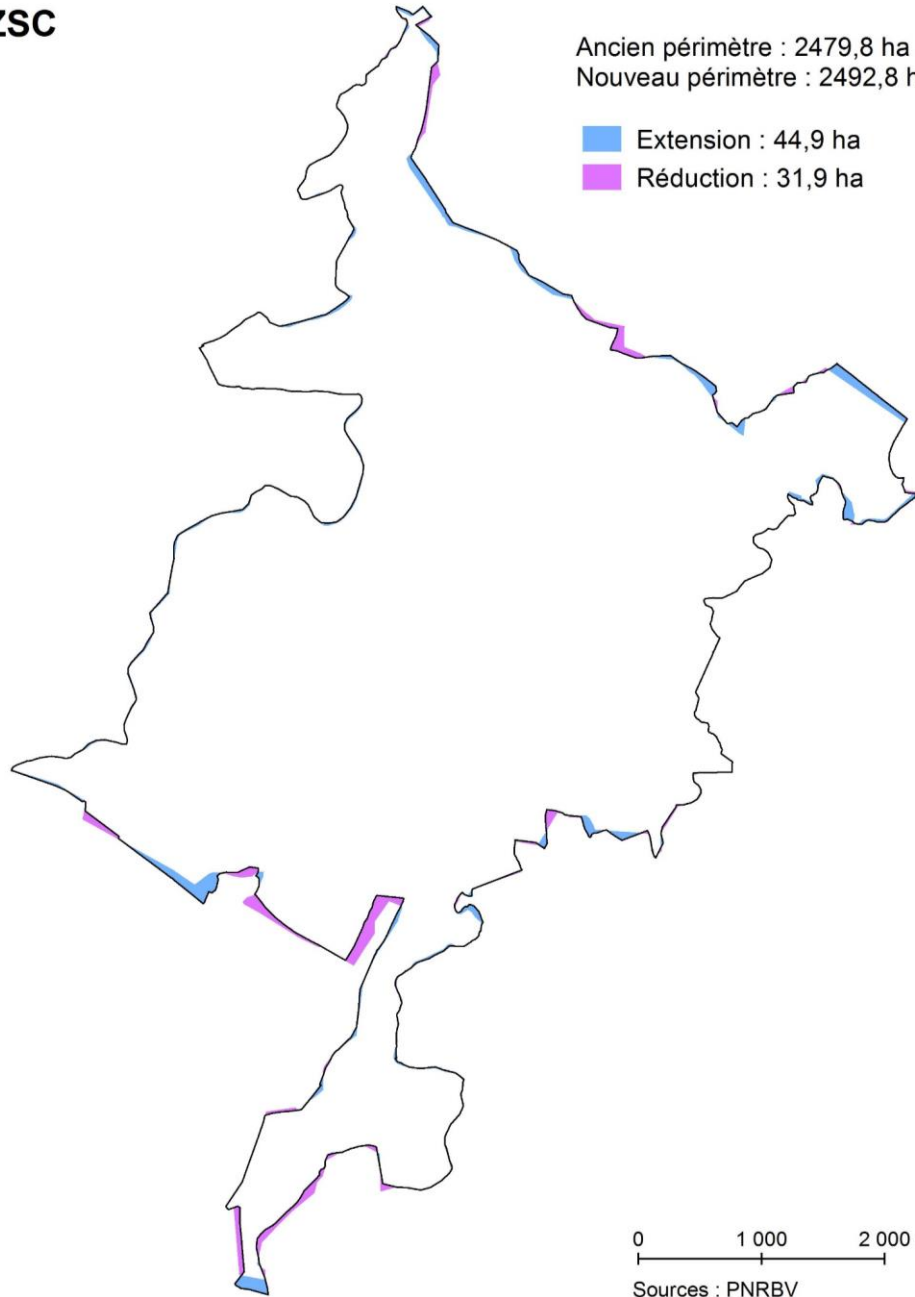 ZSC
Ancien périmètre : 2479,8 ha
Nouveau périmètre : 2492,8 h
Extension : 44,9 ha
Réduction : 31,9 ha
0 1 000 2 000
Sources : PNRBV